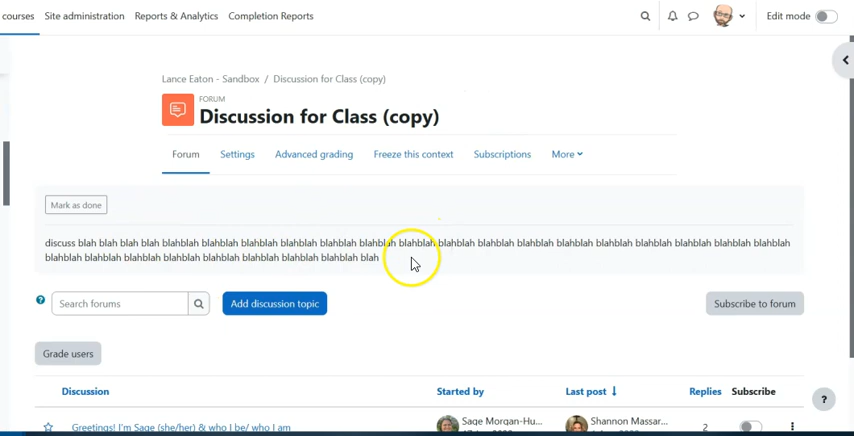 courses Site administration Reports & Analytics Completion Reports Edit mode
Lance Eaton - Sandbox / Discussion for Class (copy)
FORUM
Discussion for Class (copy)
Forum Settings Advanced grading Freeze this context Subscriptions More
Mark as done
discuss blah blah blah blah blahblah blahblah blahblah blahblah blahblah blahblah blahblah blahblah blahblah blahblah blahblah blahblah blahblah blahblah blahblah
blahblah blahblah blahblah blahblah blahblah blahblah blahblah blahblah blah
? Search forums Add discussion topic Subscribe to forum
Grade users
Discussion Started by Last post ↓ Replies Subscribe
?
Greetings! I'm Sage (she/her) & who I be/ who I am Sage Morgan-Hu... Shannon Massar... 2